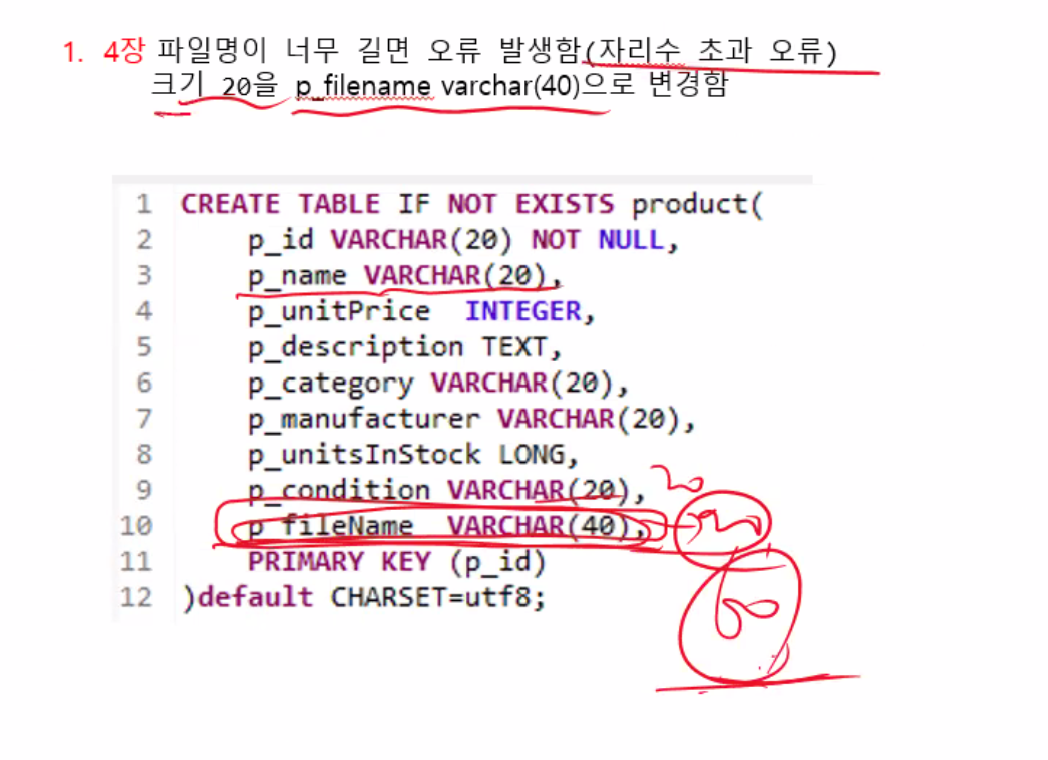 1. 4장 파일명이 너무 길면 오류 발생함(자리수 초과 오류)
크기 20을 p_filename varchar(40)으로 변경함
1 CREATE TABLE IF NOT EXISTS product(
2 p_id VARCHAR(20) NOT NULL,
3 p_name VARCHAR(20),
4 p_unitPrice  INTEGER,
5 p_description TEXT,
6 p_category VARCHAR(20),
7 p_manufacturer VARCHAR(20),
8 p_unitsInStock LONG,
9 p_condition VARCHAR(20),
20
10 p_fileName  VARCHAR(40),
11 PRIMARY KEY (p_id)
12 )default CHARSET=utf8;
60